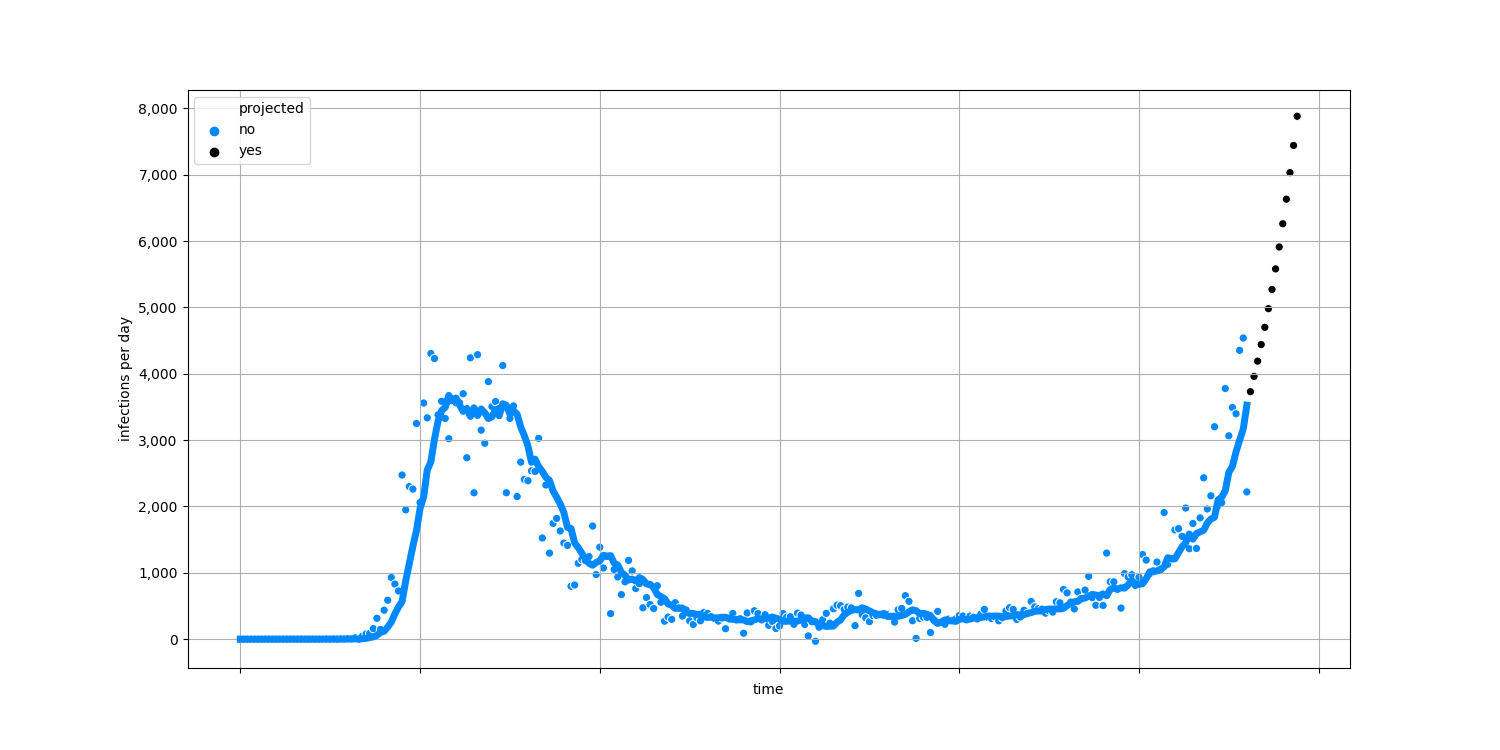 projected
no
yes
8,000
7,000
6,000
5,000
4,000
3,000
2,000
1,000
0
infections per day
time